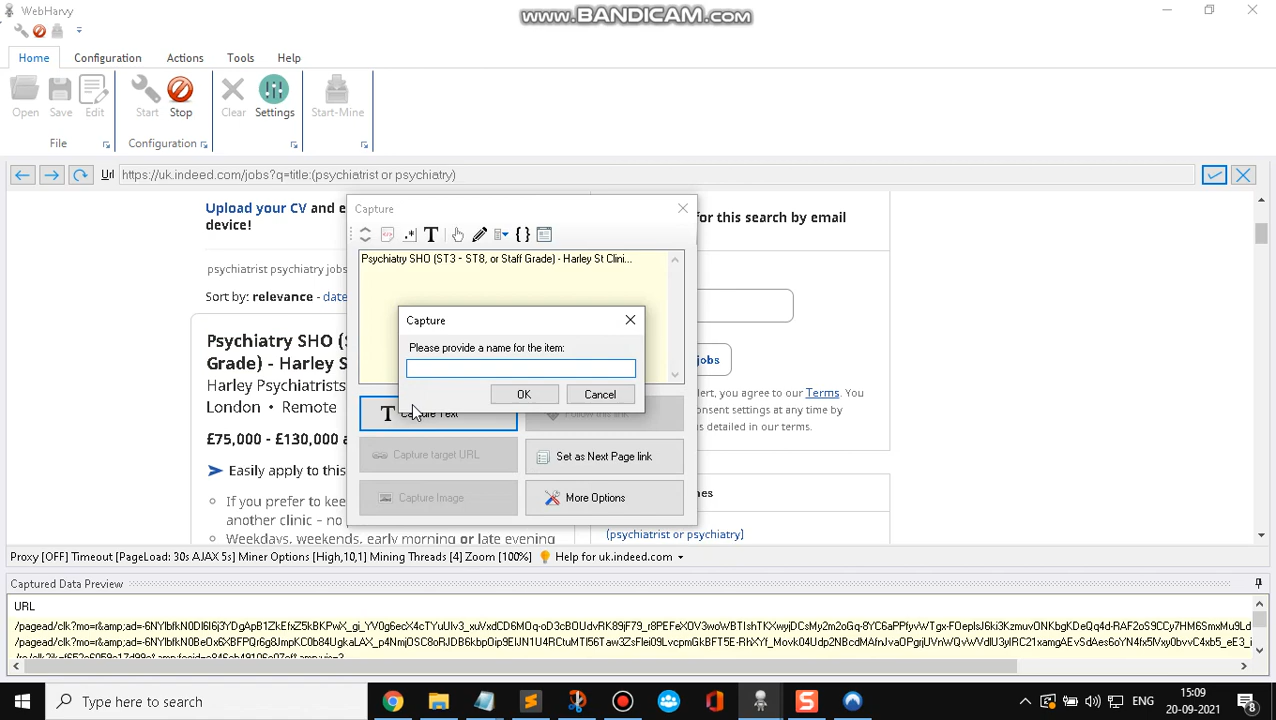 WebHarvy
www.BANDICAM.com
Home
Configuration
Actions
Tools
Help
Open
Save
Edit
Start
Stop
Clear
Settings
Start-Mine
File
Configuration
Url
https://uk.indeed.com/jobs?q=title:(psychiatrist or psychiatry)
Upload your CV and e
device!
for this search by email
psychiatrist psychiatry jobs
Sort by: relevance - date
Psychiatry SHO (S
Grade) - Harley St
Harley Psychiatrists
London • Remote
£75,000 - £130,000 a
Easily apply to this
If you prefer to kee
another clinic – no
Weekdays, weekends, early morning or late evening
jobs
lert, you agree to our Terms. You
onsent settings at any time by
s detailed in our terms.
nes
(psychiatrist or psychiatry)
Capture
Psychiatry SHO (ST3 - ST8, or Staff Grade) - Harley St Clini...
Capture
Please provide a name for the item:
OK
Cancel
Capture Text
Follow this link
Capture target URL
Set as Next Page link
Capture Image
More Options
Proxy [OFF] Timeout [PageLoad: 30s AJAX 5s] Miner Options [High,10,1] Mining Threads [4] Zoom [100%]
Help for uk.indeed.com
Captured Data Preview
URL
Type here to search
ENG
15:09
20-09-2021
8